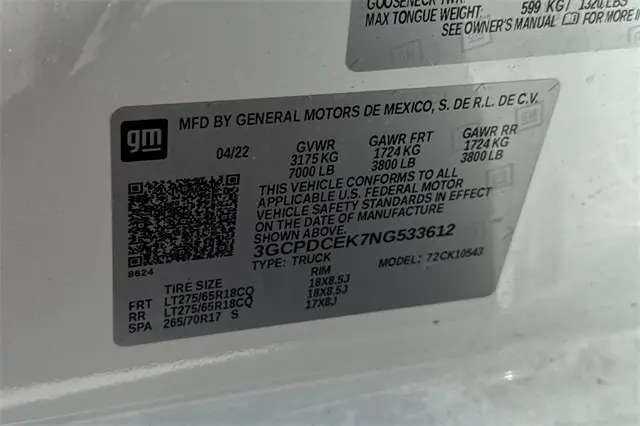 GOOSENECK TWR:
599 KG / 1320 LBS
MAX TONGUE WEIGHT:
SEE OWNER'S MANUAL FOR MORE IN
gm
MFD BY GENERAL MOTORS DE MEXICO, S. DE R.L. DE C.V.
04/22 GVWR GAWR FRT GAWR RR
3175 KG 1724 KG 1724 KG
7000 LB 3800 LB 3800 LB
THIS VEHICLE CONFORMS TO ALL
APPLICABLE U.S. FEDERAL MOTOR
VEHICLE SAFETY STANDARDS IN EFFECT
ON THE DATE OF MANUFACTURE
SHOWN ABOVE.
3GCPDCEK7NG533612
8624
TYPE: TRUCK MODEL: 72CK10543
TIRE SIZE RIM
FRT LT275/65R18CQ 18X8.5J
RR LT275/65R18CQ 18X8.5J
SPA 265/70R17 S 17X8J